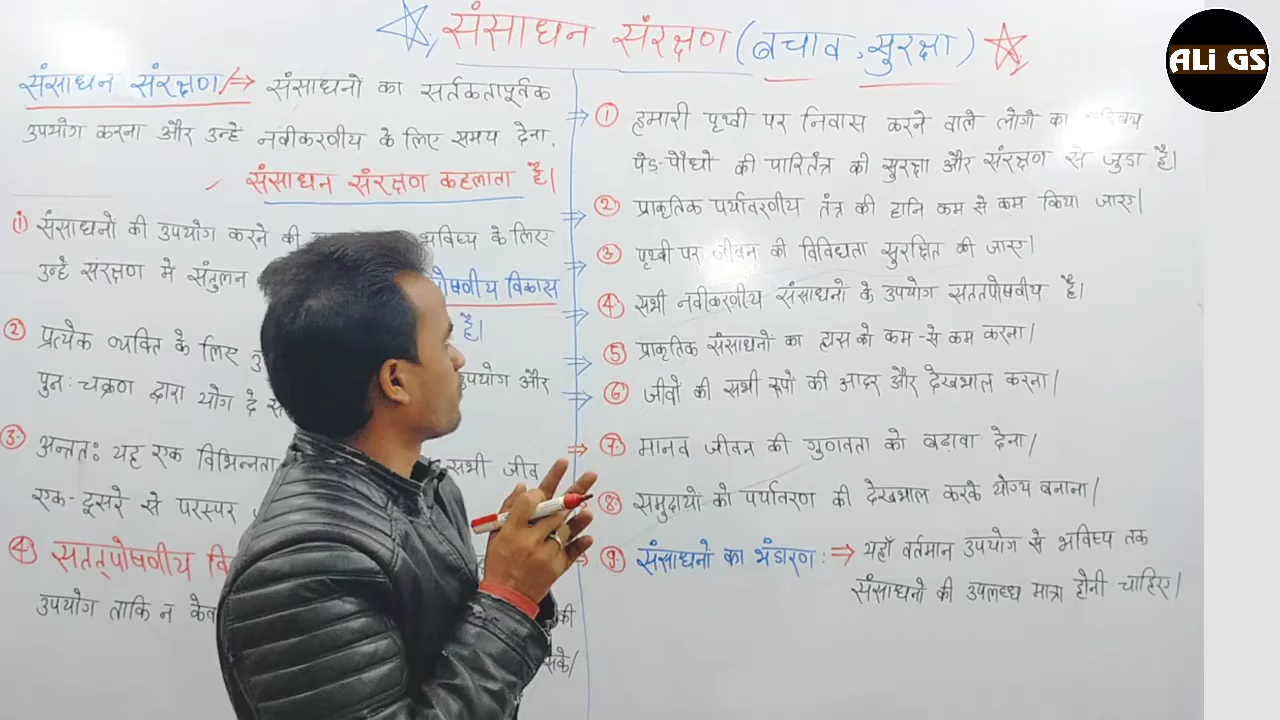 संसाधन संरक्षण (बचाव, सुरक्षा)
ALi GS
संसाधन संरक्षण/⇒ संसाधनो का सर्तकतापूर्वक
उपयोग करना और उन्हे नवीकरणीय के लिए समय देना,
संसाधन संरक्षण कहलाता है।
① संसाधनो की उपयोग करने की भविष्य के लिए
उन्हे संरक्षण मे संतुलन पोषणीय विकास
है।
② प्रत्येक व्यक्ति के लिए
पुनः चक्रण द्वारा योग दे उपयोग और
③ अन्ततः यह एक विभिन्नता सभी जीव
एक-दूसरे से परस्पर
④ सतत्पोषणीय वि
उपयोग ताकि न केव की
सके।
① हमारी पृथ्वी पर निवास करने वाले लोगों का
पेड़-पौधों की पारितंत्र की सुरक्षा और संरक्षण से जुडा है।
② प्राकृतिक पर्यावरणीय तंत्र की हानि कम से कम किया जाए।
③ पृथ्वी पर जीवन की विविधता सुरक्षित की जाए।
④ सभी नवीकरणीय संसाधनो के उपयोग सततपोषणीय है।
⑤ प्राकृतिक संसाधनों का ह्रास को कम-से कम करना।
⑥ जीवों की सभी रूपो की आदर और देखभाल करना।
⑦ मानव जीवन की गुणवता को बढ़ावा देना।
⑧ समुदायो को पर्यावरण की देखभाल करके योग्य बनाना।
⑨ संसाधनों का भंडारण:⇒ यहाँ वर्तमान उपयोग से भविष्य तक
संसाधनो की उपलब्ध मात्रा होनी चाहिए।